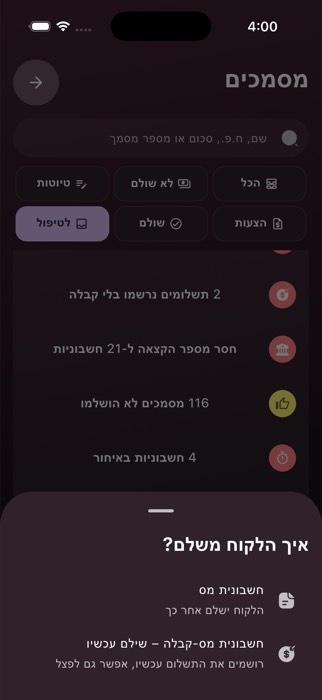 4:00
מסמכים
שם, ח.פ., סכום או מספר מסמך
הכל
לא שולם
טיוטות
הצעות
שולם
לטיפול
2 תשלומים נרשמו בלי קבלה
חסר מספר הקצאה ל-21 חשבוניות
116 מסמכים לא הושלמו
4 חשבוניות באיחור
איך הלקוח משלם?
חשבונית מס
הלקוח ישלם אחר כך
חשבונית מס-קבלה – שילם עכשיו
רושמים את התשלום עכשיו, אפשר גם לפצל